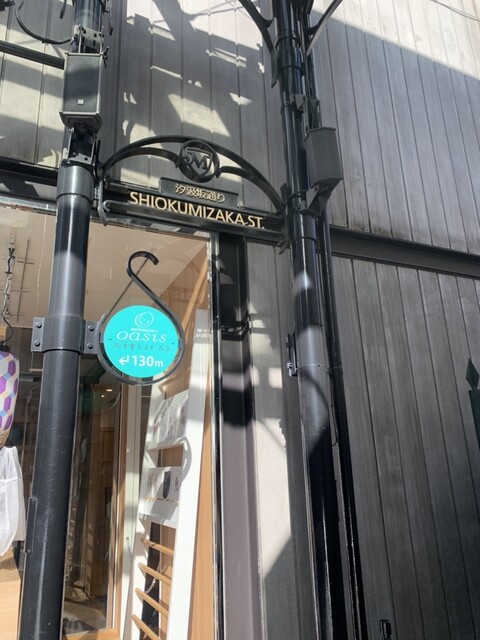 M
汐汲坂通り
SHIOKUMIZAKA ST.
oasis
↲130m